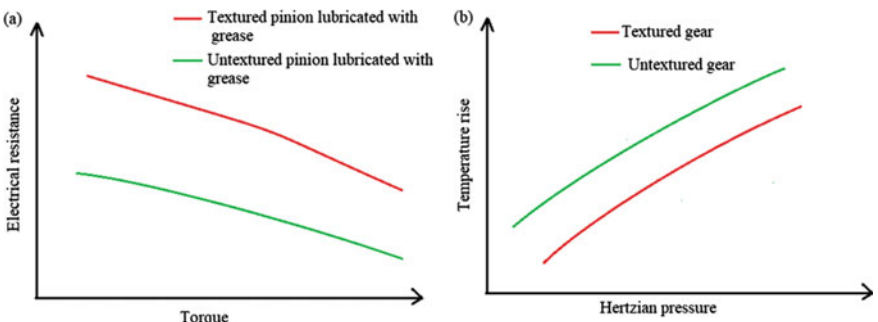 (a)
Textured pinion lubricated with
grease
Untextured pinion lubricated with
grease
Electrical resistance
Torque
(b)
Textured gear
Untextured gear
Temperature rise
Hertzian pressure